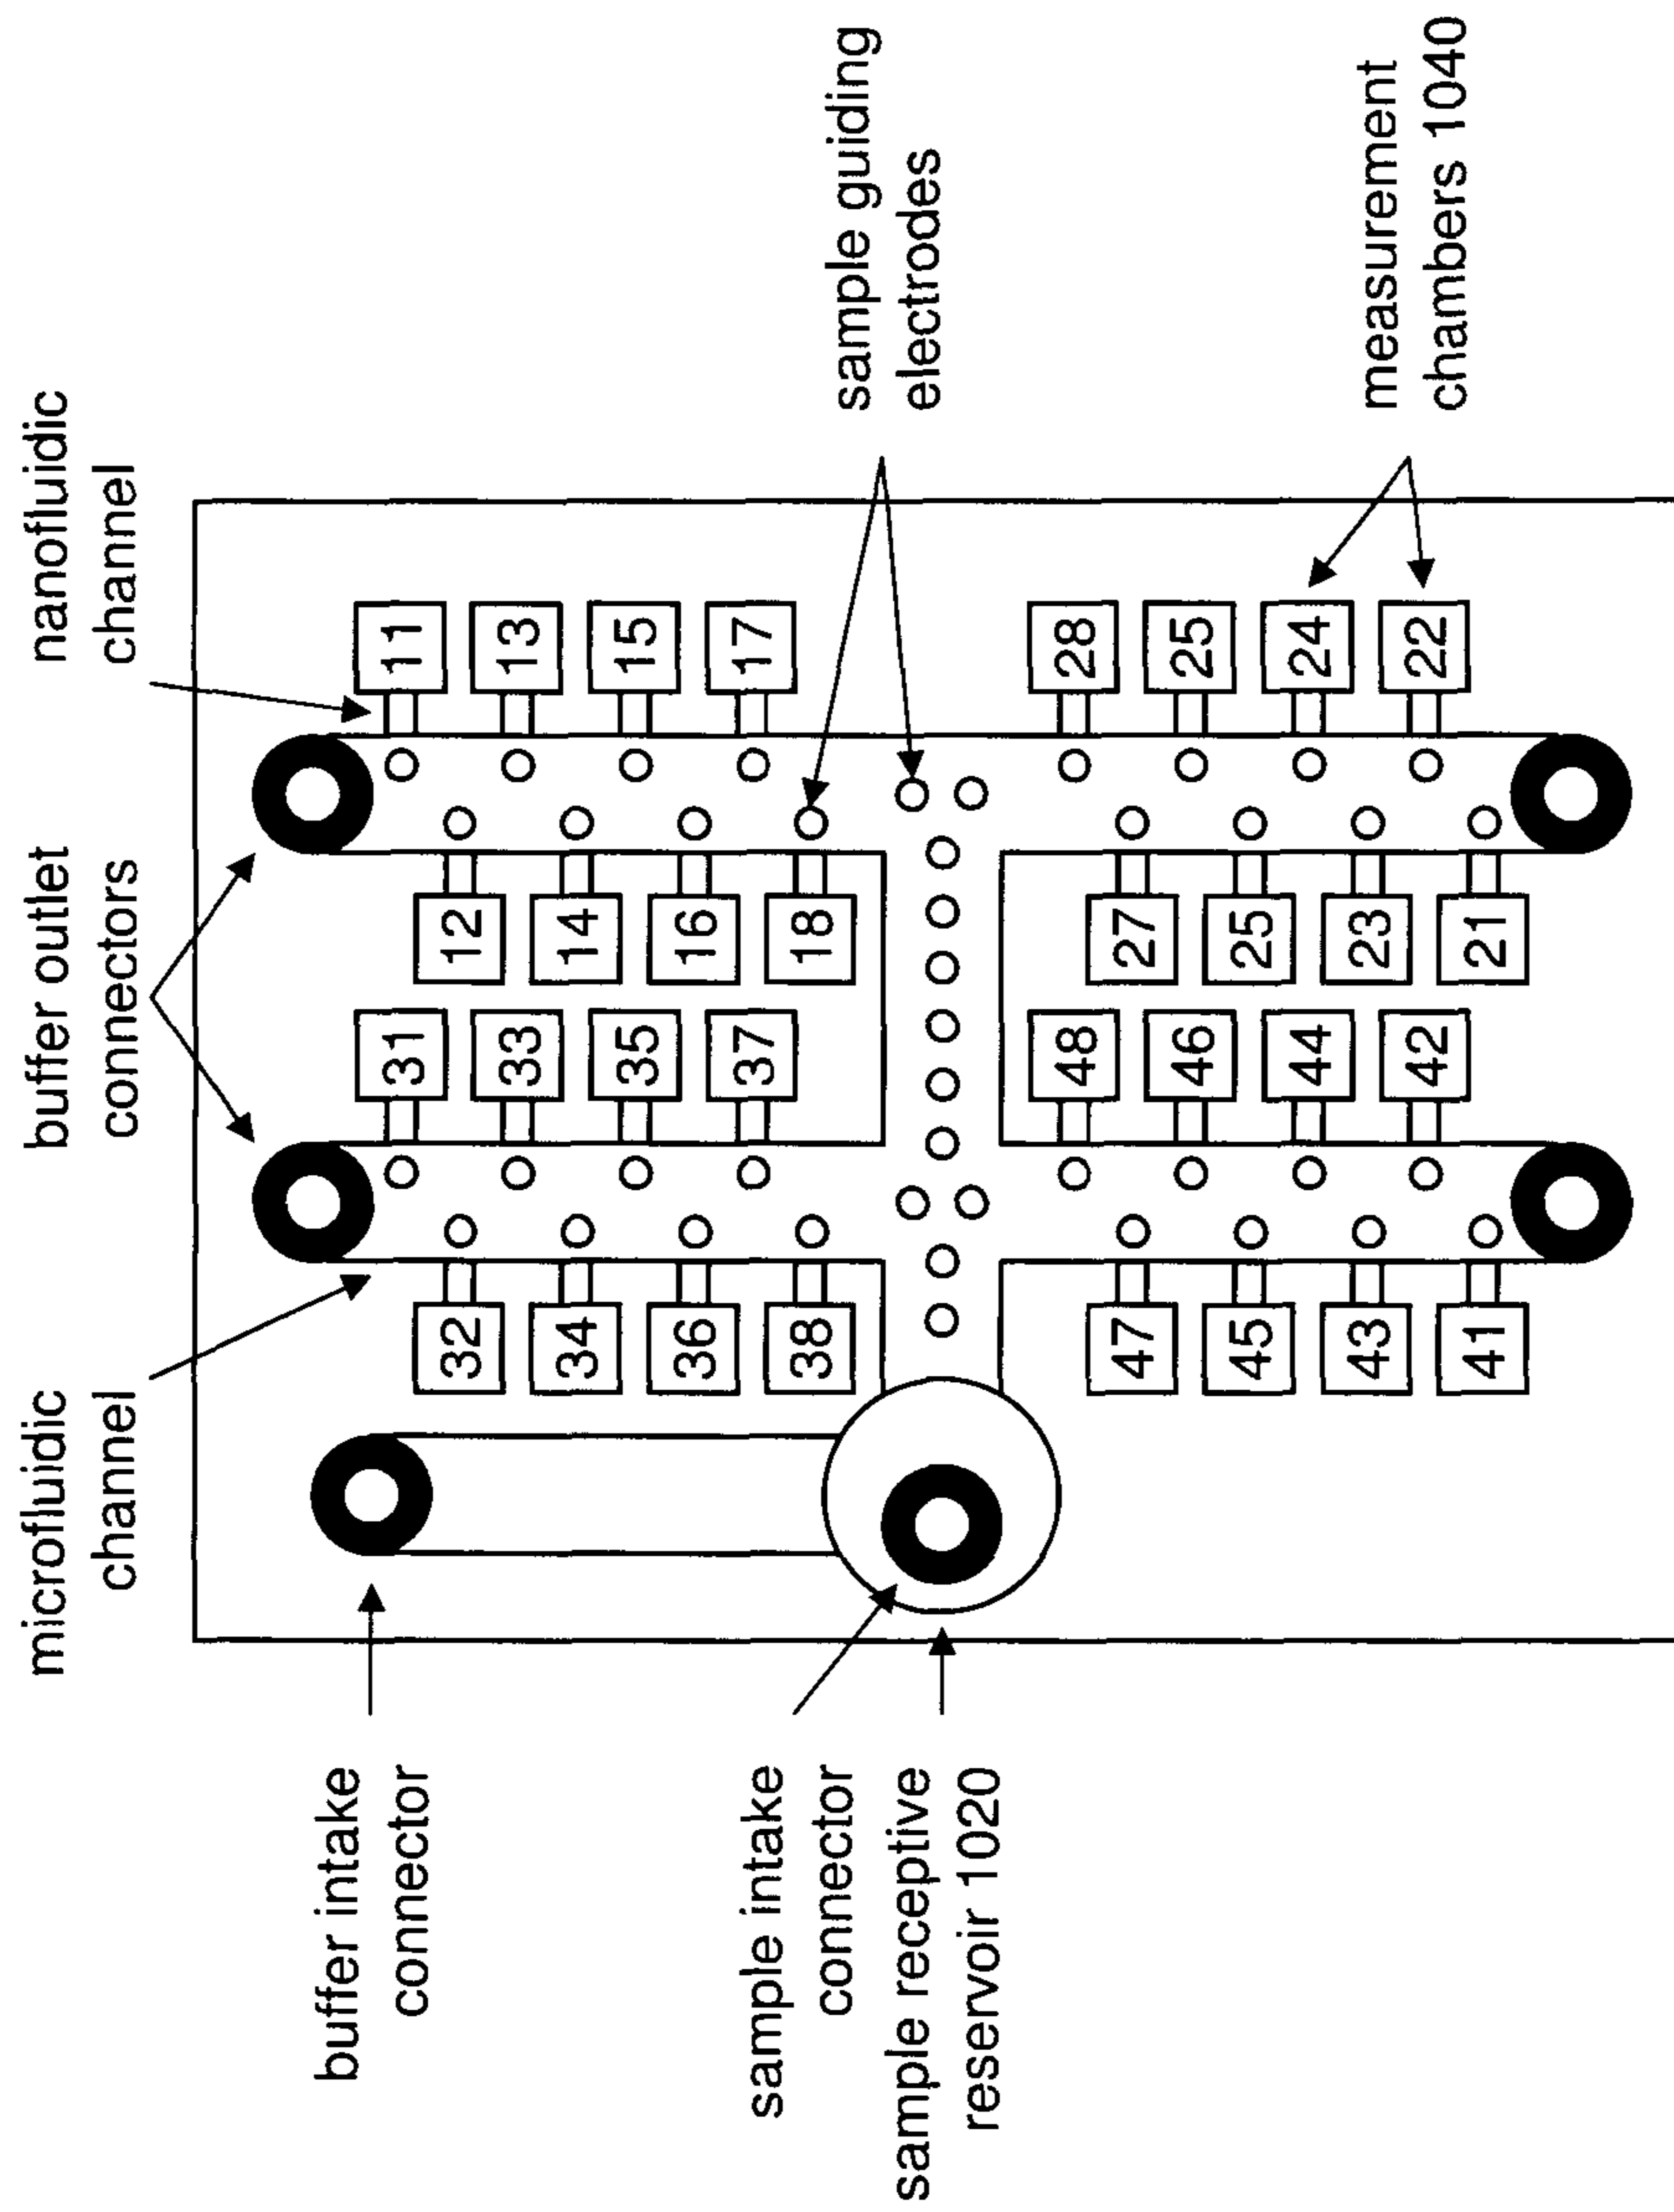 microfluidic
channel
buffer outlet
connectors
nanofluidic
channel
buffer intake
connector
31 11
32 12
33 13
34 14
35 15
36 16
37 17
38 18
sample intake
connector
sample guiding
electrodes
sample receptive
reservoir 1020
48 28
47 27
46 25
45 25
44 24
43 23
42 22
41 21
measurement
chambers 1040